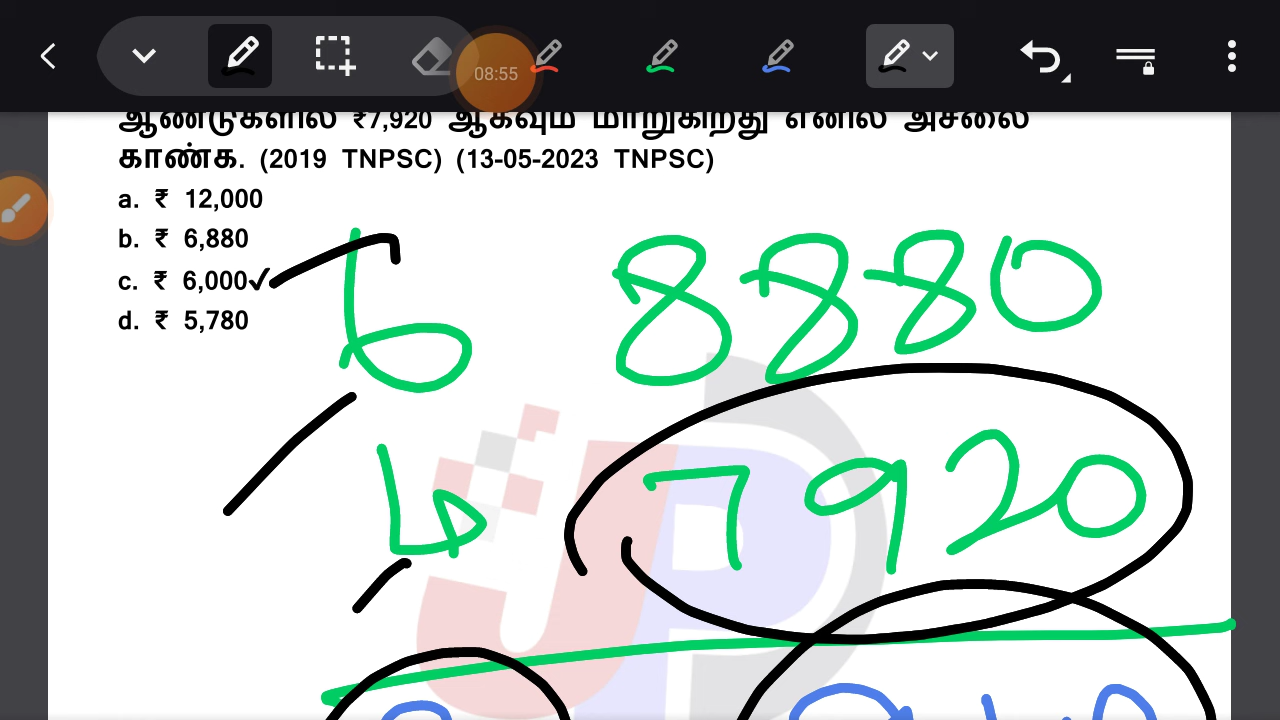 08:55
ஆண்டுகளில் ₹7,920 ஆகவும் மாறுகிறது எனில் அசலை
காண்க. (2019 TNPSC) (13-05-2023 TNPSC)
a. ₹ 12,000
b. ₹ 6,880
c. ₹ 6,000✓
d. ₹ 5,780
6 8880
4 7920